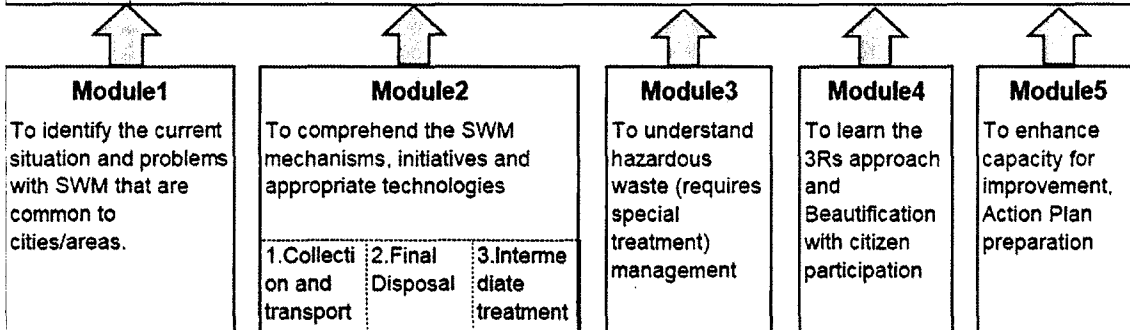 Module1
To identify the current
situation and problems
with SWM that are
common to
cities/areas.
Module2
To comprehend the SWM
mechanisms, initiatives and
appropriate technologies
1.Collecti
on and
transport
2.Final
Disposal
3.Interme
diate
treatment
Module3
To understand
hazardous
waste (requires
special
treatment)
management
Module4
To learn the
3Rs approach
and
Beautification
with citizen
participation
Module5
To enhance
capacity for
improvement,
Action Plan
preparation